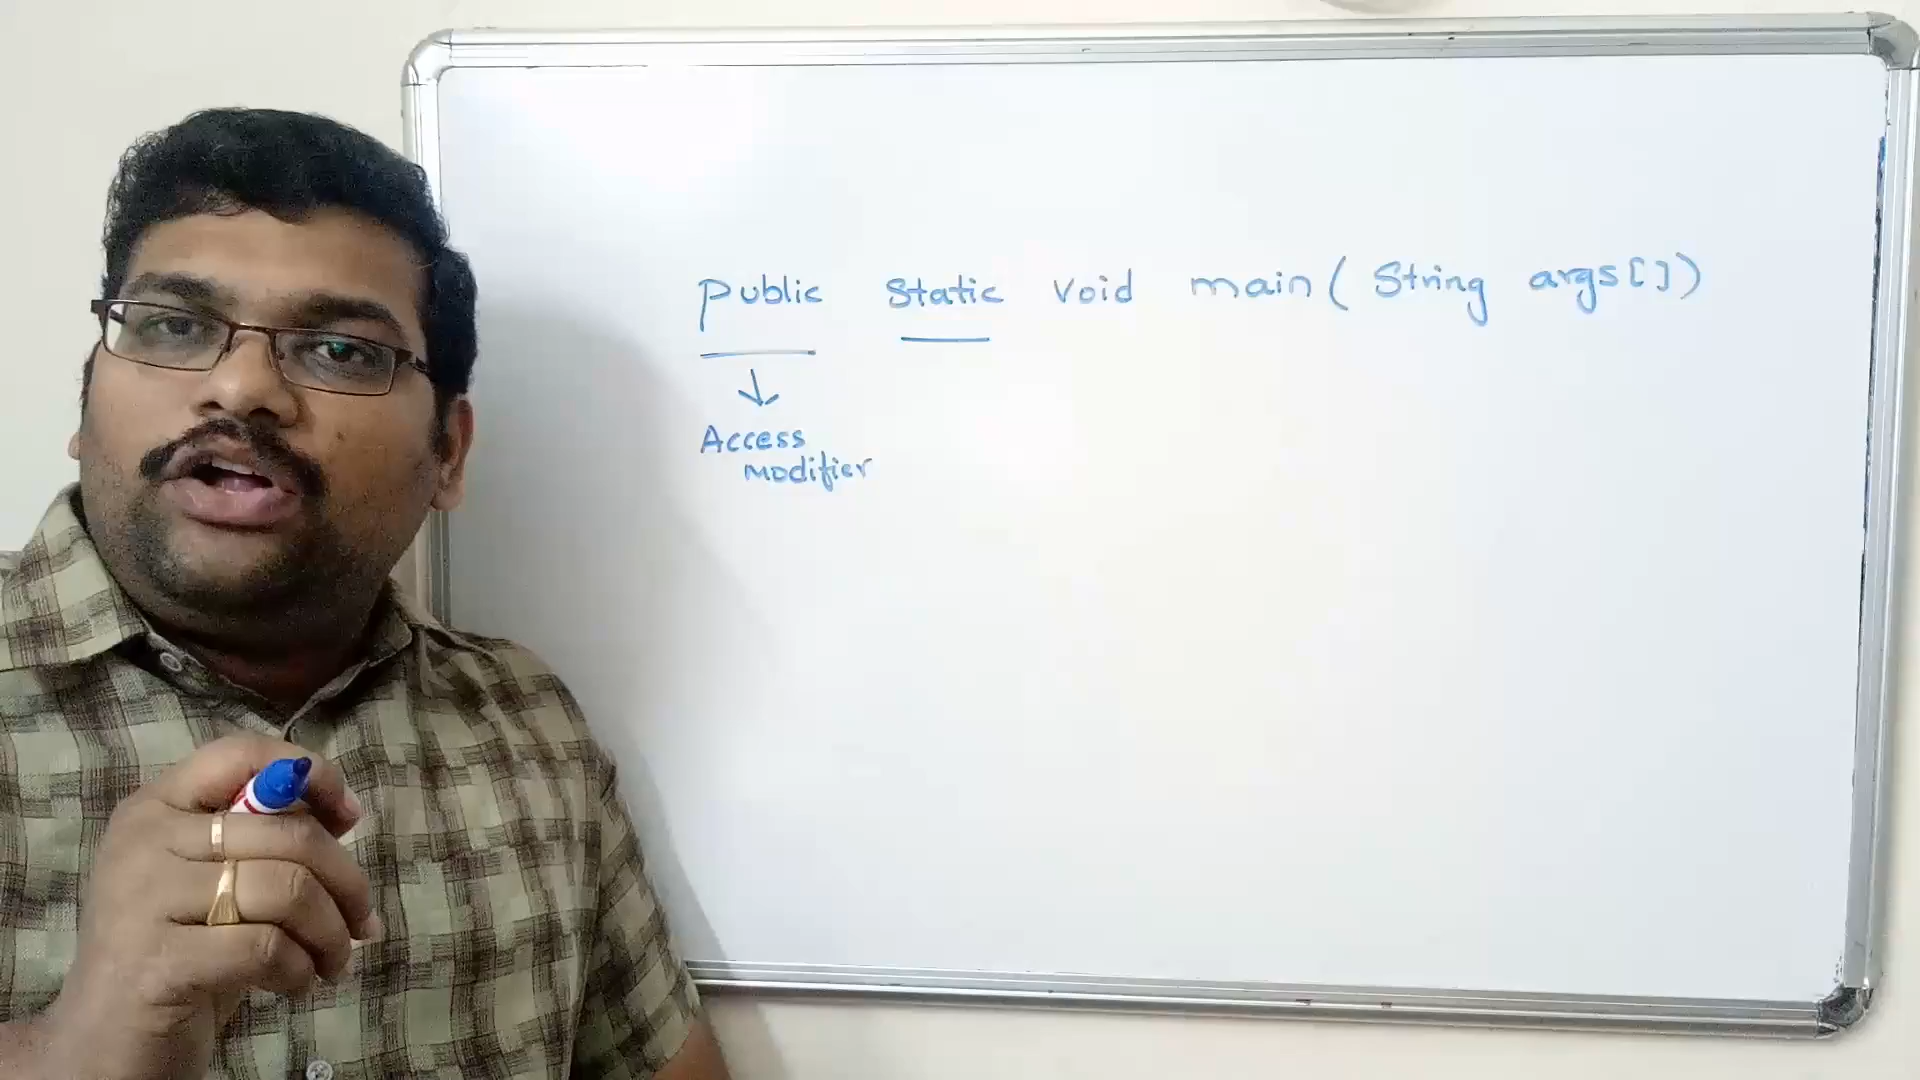 public static void main( String args[])
Access
modifier